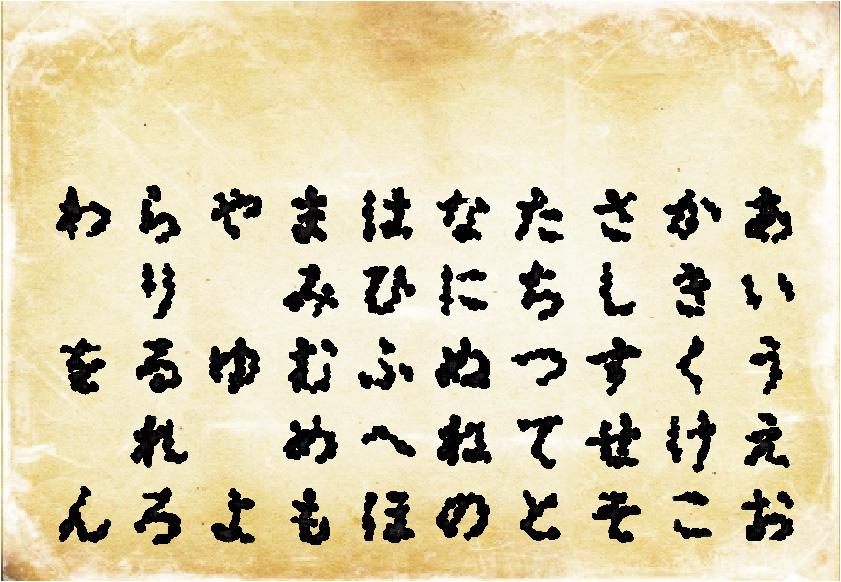 あいうえお
かきくけこ
さしすせそ
たちつてと
なにぬねの
はひふへほ
まみむめも
やゆよ
らりるれろ
わをん